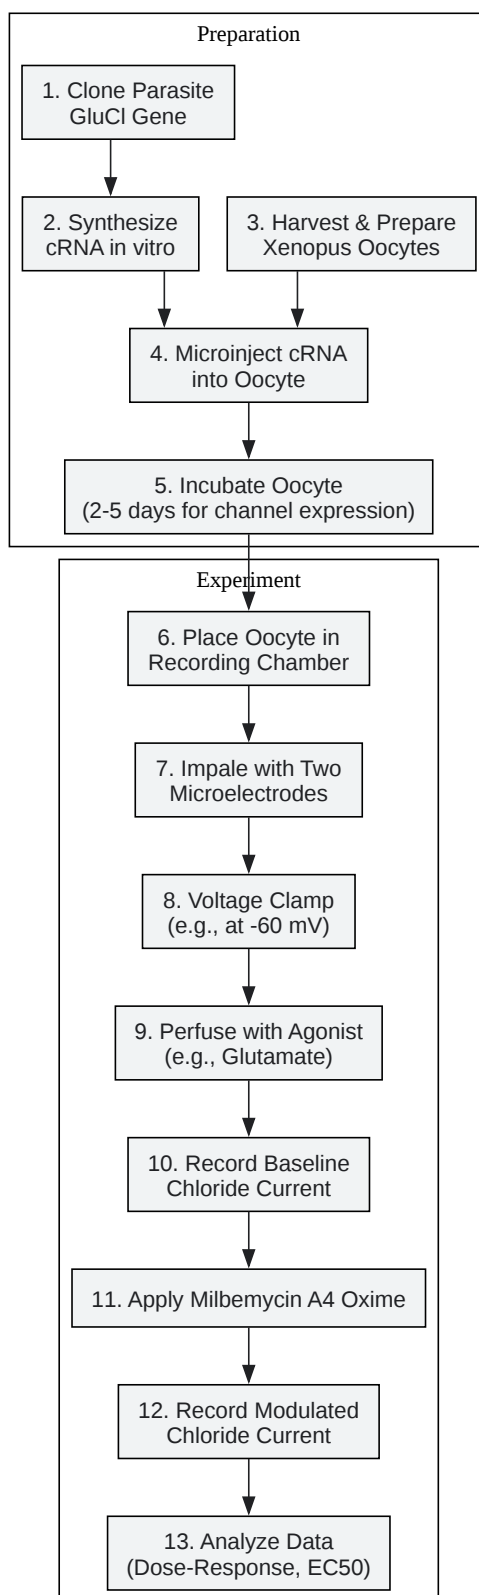 Preparation
1. Clone Parasite
GluCl Gene
2. Synthesize
cRNA in vitro
3. Harvest & Prepare
Xenopus Oocytes
4. Microinject cRNA
into Oocyte
5. Incubate Oocyte
(2-5 days for channel expression)
Experiment
6. Place Oocyte in
Recording Chamber
7. Impale with Two
Microelectrodes
8. Voltage Clamp
(e.g., at -60 mV)
9. Perfuse with Agonist
(e.g., Glutamate)
10. Record Baseline
Chloride Current
11. Apply Milbemycin A4 Oxime
12. Record Modulated
Chloride Current
13. Analyze Data
(Dose-Response, EC50)